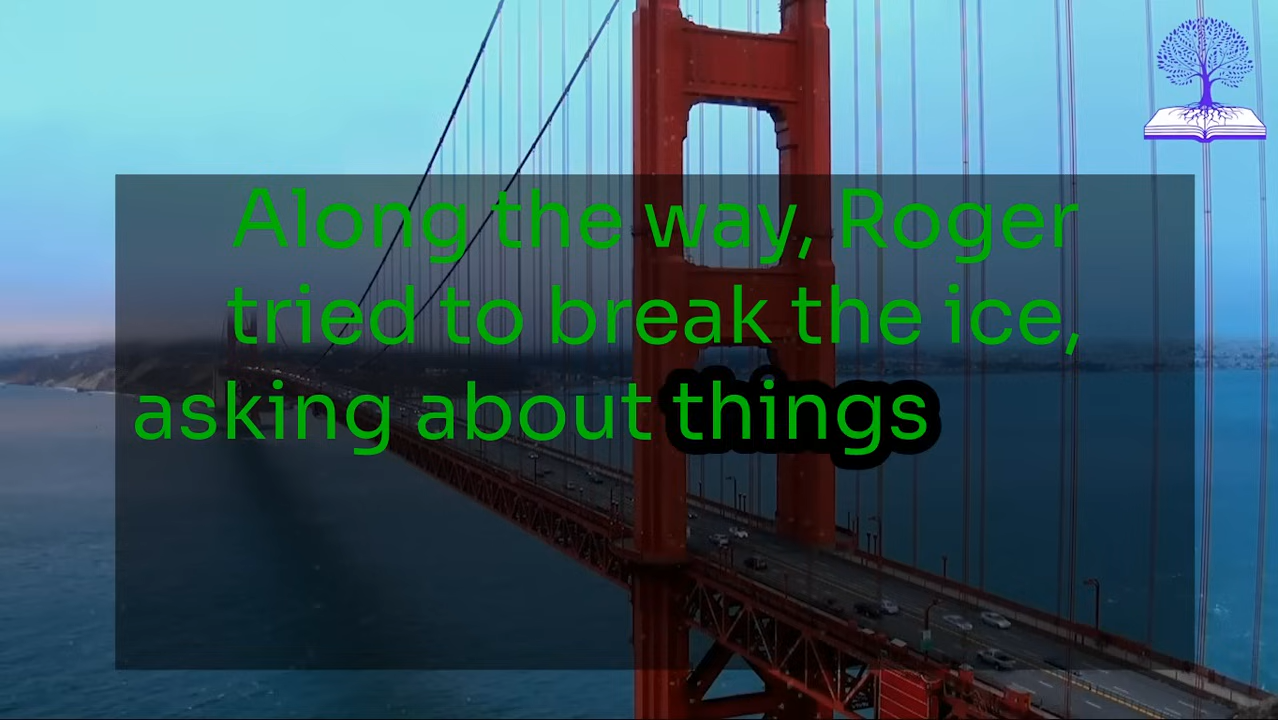 Along the way, Roger
tried to break the ice,
asking about things